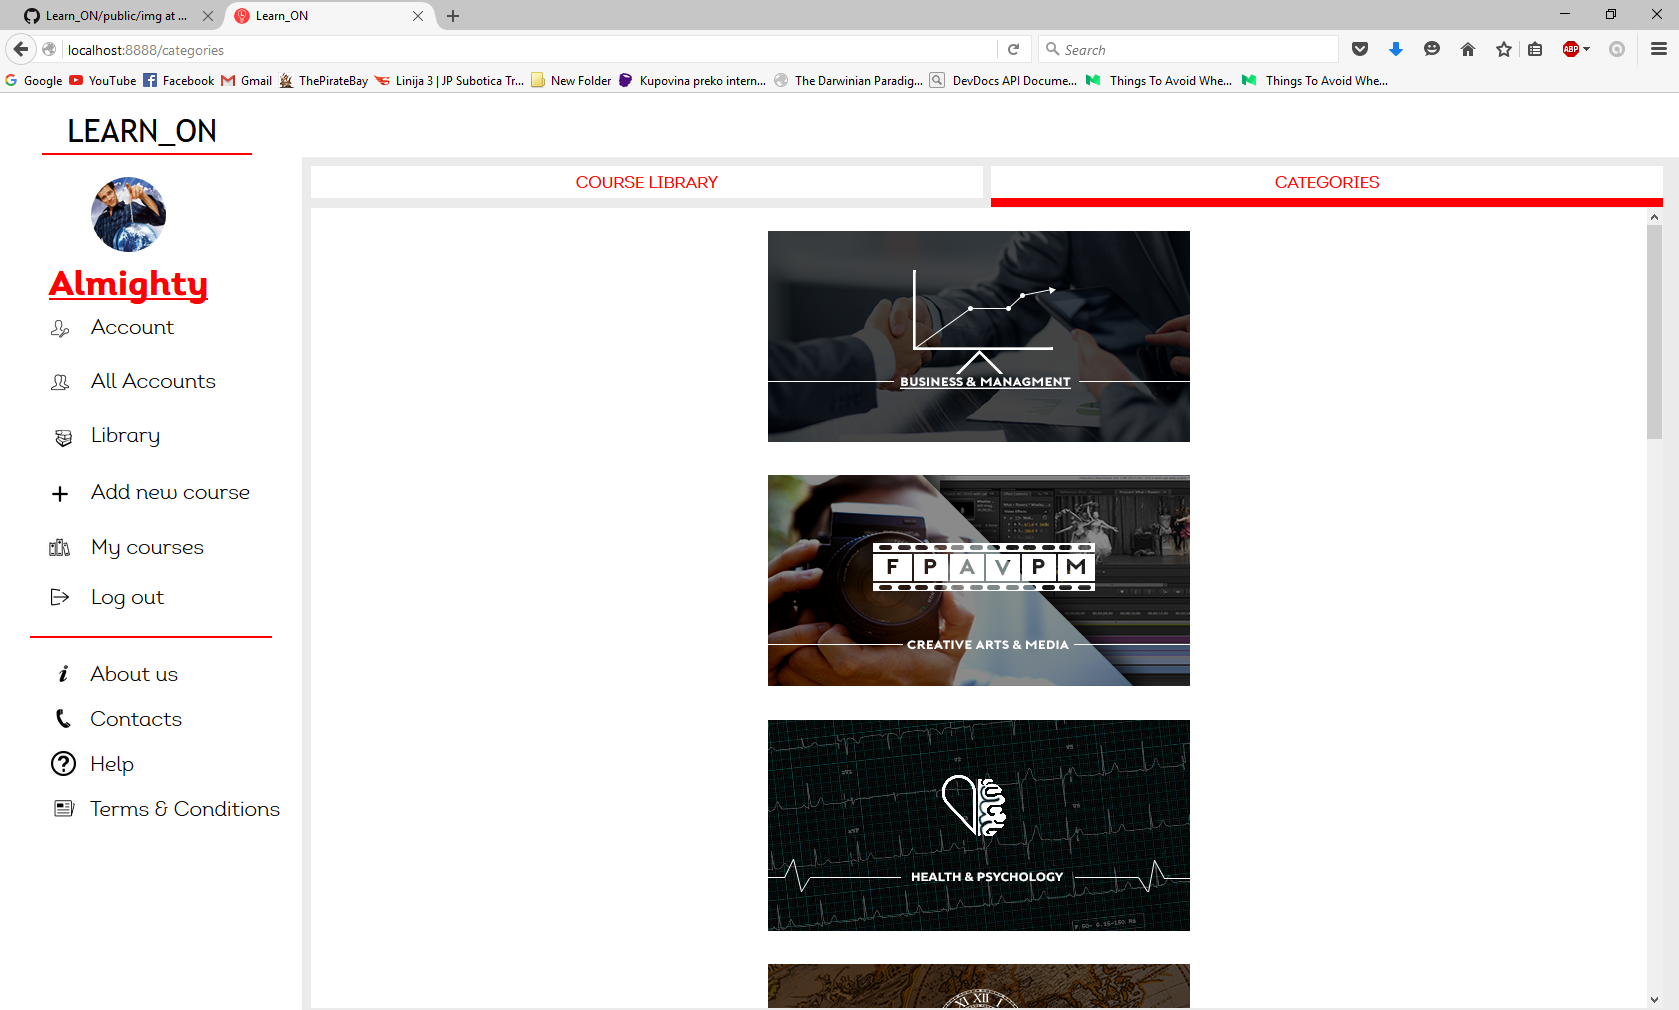 Learn_ON/public/img at ...
Learn_ON
localhost:8888/categories
Search
ABP
Google
YouTube
Facebook
Gmail
ThePirateBay
Linija 3 | JP Subotica Tr...
New Folder
Kupovina preko intern...
The Darwinian Paradig...
DevDocs API Docume...
Things To Avoid Whe...
Things To Avoid Whe...
LEARN_ON
Almighty
Account
All Accounts
Library
Add new course
My courses
Log out
About us
Contacts
Help
Terms & Conditions
COURSE LIBRARY
CATEGORIES
BUSINESS & MANAGMENT
F P A V P M
CREATIVE ARTS & MEDIA
HEALTH & PSYCHOLOGY
XI XII I